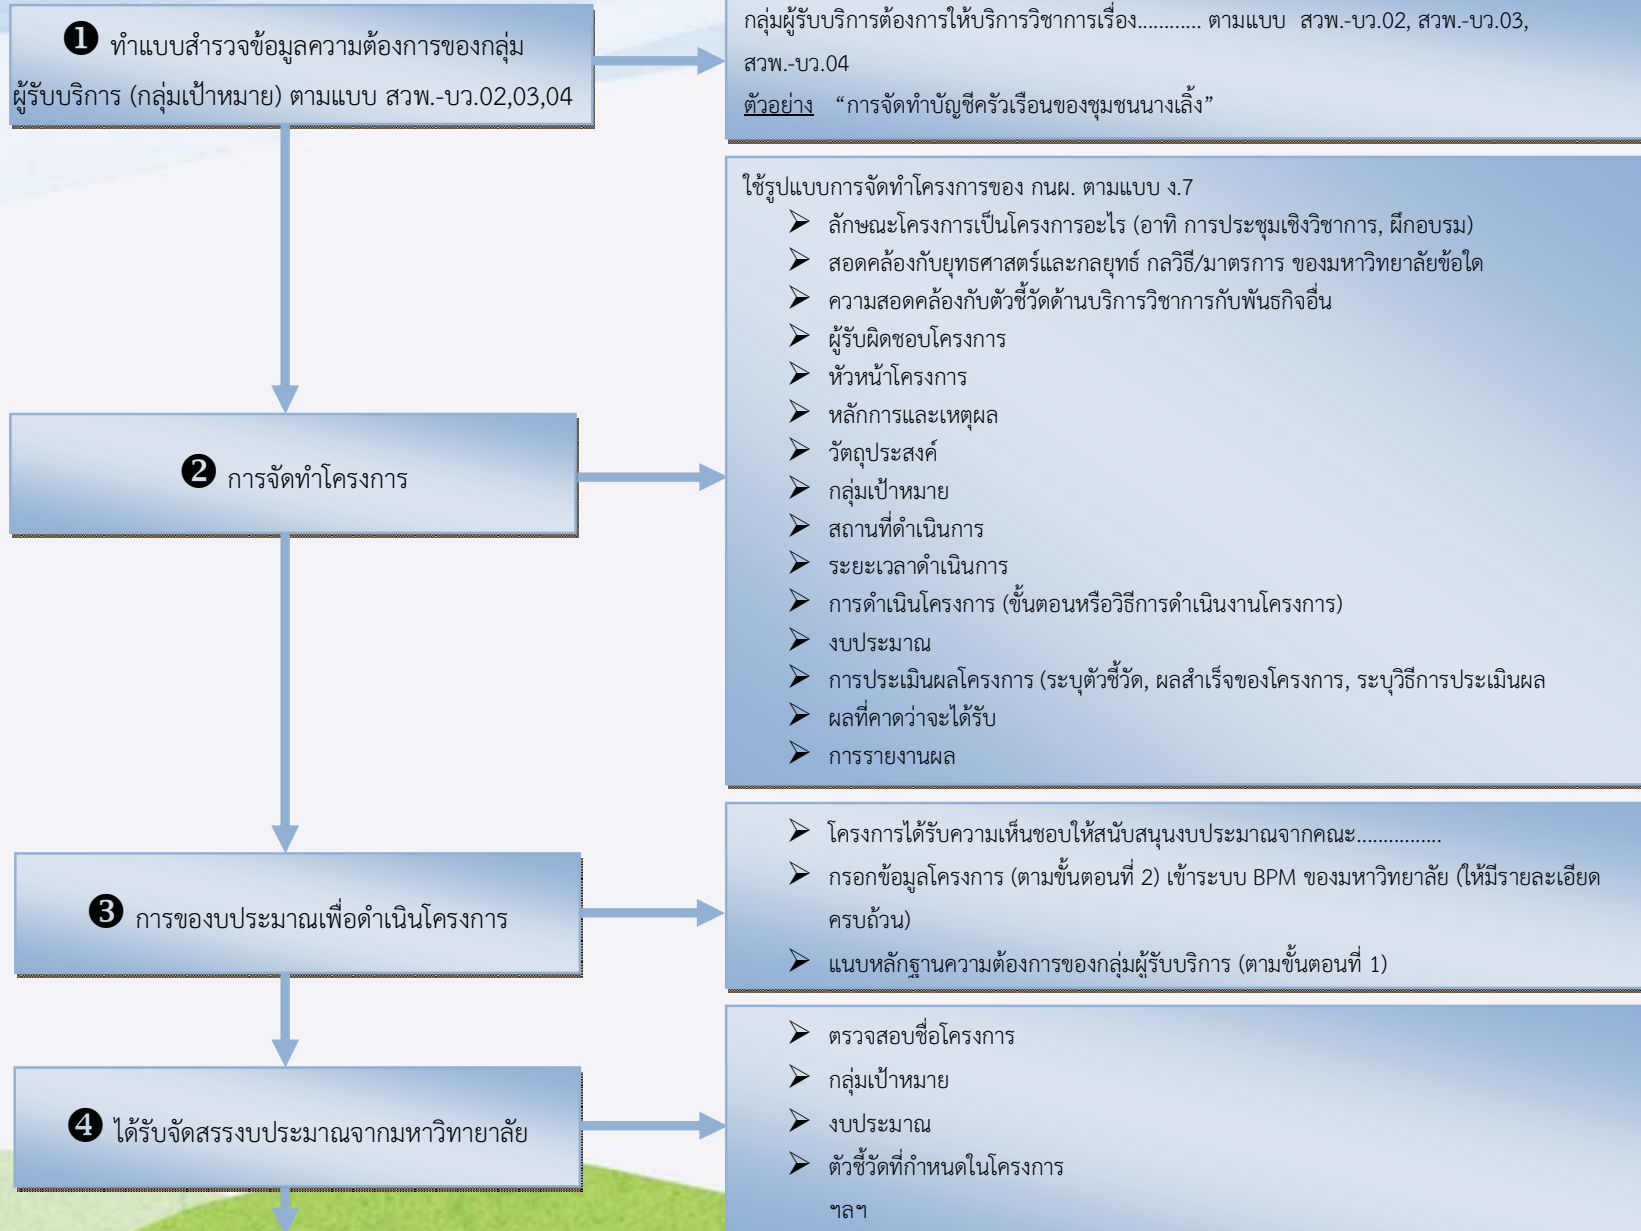 ❶ ทำแบบสำรวจข้อมูลความต้องการของกลุ่ม
ผู้รับบริการ (กลุ่มเป้าหมาย) ตามแบบ สวพ.-บว.02,03,04
กลุ่มผู้รับบริการต้องการให้บริการวิชาการเรื่อง............ ตามแบบ สวพ.-บว.02, สวพ.-บว.03,
สวพ.-บว.04
ตัวอย่าง “การจัดทำบัญชีครัวเรือนของชุมชนนางเลิ้ง”
❷ การจัดทำโครงการ
ใช้รูปแบบการจัดทำโครงการของ กนผ. ตามแบบ ง.7
➢ ลักษณะโครงการเป็นโครงการอะไร (อาทิ การประชุมเชิงวิชาการ, ฝึกอบรม)
➢ สอดคล้องกับยุทธศาสตร์และกลยุทธ์ กลวิธี/มาตรการ ของมหาวิทยาลัยข้อใด
➢ ความสอดคล้องกับตัวชี้วัดด้านบริการวิชาการกับพันธกิจอื่น
➢ ผู้รับผิดชอบโครงการ
➢ หัวหน้าโครงการ
➢ หลักการและเหตุผล
➢ วัตถุประสงค์
➢ กลุ่มเป้าหมาย
➢ สถานที่ดำเนินการ
➢ ระยะเวลาดำเนินการ
➢ การดำเนินโครงการ (ขั้นตอนหรือวิธีการดำเนินงานโครงการ)
➢ งบประมาณ
➢ การประเมินผลโครงการ (ระบุตัวชี้วัด, ผลสำเร็จของโครงการ, ระบุวิธีการประเมินผล
➢ ผลที่คาดว่าจะได้รับ
➢ การรายงานผล
❸ การของบประมาณเพื่อดำเนินโครงการ
➢ โครงการได้รับความเห็นชอบให้สนับสนุนงบประมาณจากคณะ................
➢ กรอกข้อมูลโครงการ (ตามขั้นตอนที่ 2) เข้าระบบ BPM ของมหาวิทยาลัย (ให้มีรายละเอียด
ครบถ้วน)
➢ แนบหลักฐานความต้องการของกลุ่มผู้รับบริการ (ตามขั้นตอนที่ 1)
❹ ได้รับจัดสรรงบประมาณจากมหาวิทายาลัย
➢ ตรวจสอบชื่อโครงการ
➢ กลุ่มเป้าหมาย
➢ งบประมาณ
➢ ตัวชี้วัดที่กำหนดในโครงการ
ฯลฯ